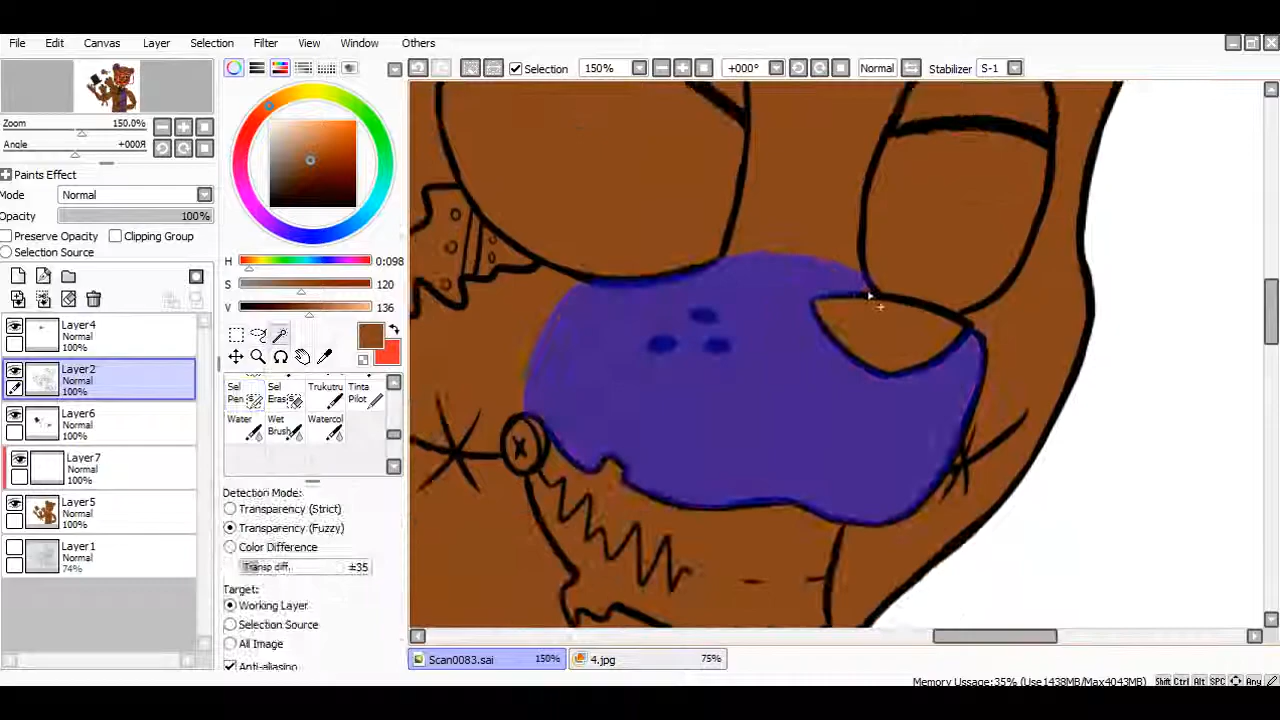 File Edit Canvas Layer Selection Filter View Window Others
Selection 150% +000° Normal Stabilizer S-1
Zoom 150.0%
Angle +000Я
Paints Effect
Mode Normal
Opacity 100%
Preserve Opacity Clipping Group
Selection Source
Layer4
Normal
100%
Layer2
Normal
100%
Layer6
Normal
100%
Layer7
Normal
100%
Layer5
Normal
100%
Layer1
Normal
74%
H 0:098
S 120
V 136
Sel Pen
Sel Eras
Trukutru
Tinta Pilot
Water
Wet Brush
Watercol
Detection Mode:
Transparency (Strict)
Transparency (Fuzzy)
Color Difference
Transp diff. ±35
Target:
Working Layer
Selection Source
All Image
Anti-aliasing
Scan0083.sai 150% 4.jpg 75%
Memory Ussage:35% (Use1438MB/Max4043MB) Shift Ctrl Alt SPC Any